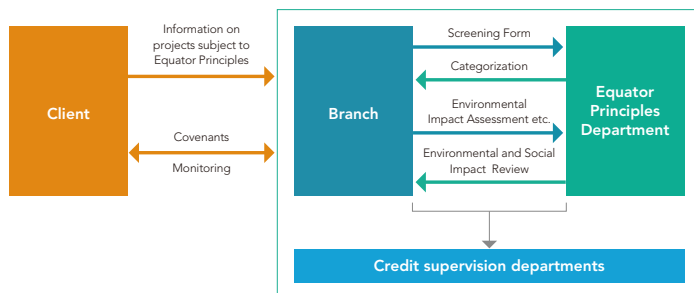 Information on
projects subject to
Equator Principles
Client
Covenants
Monitoring
Branch
Screening Form
Categorization
Environmental
Impact Assessment etc.
Environmental and Social
Impact Review
Equator
Principles
Department
Credit supervision departments